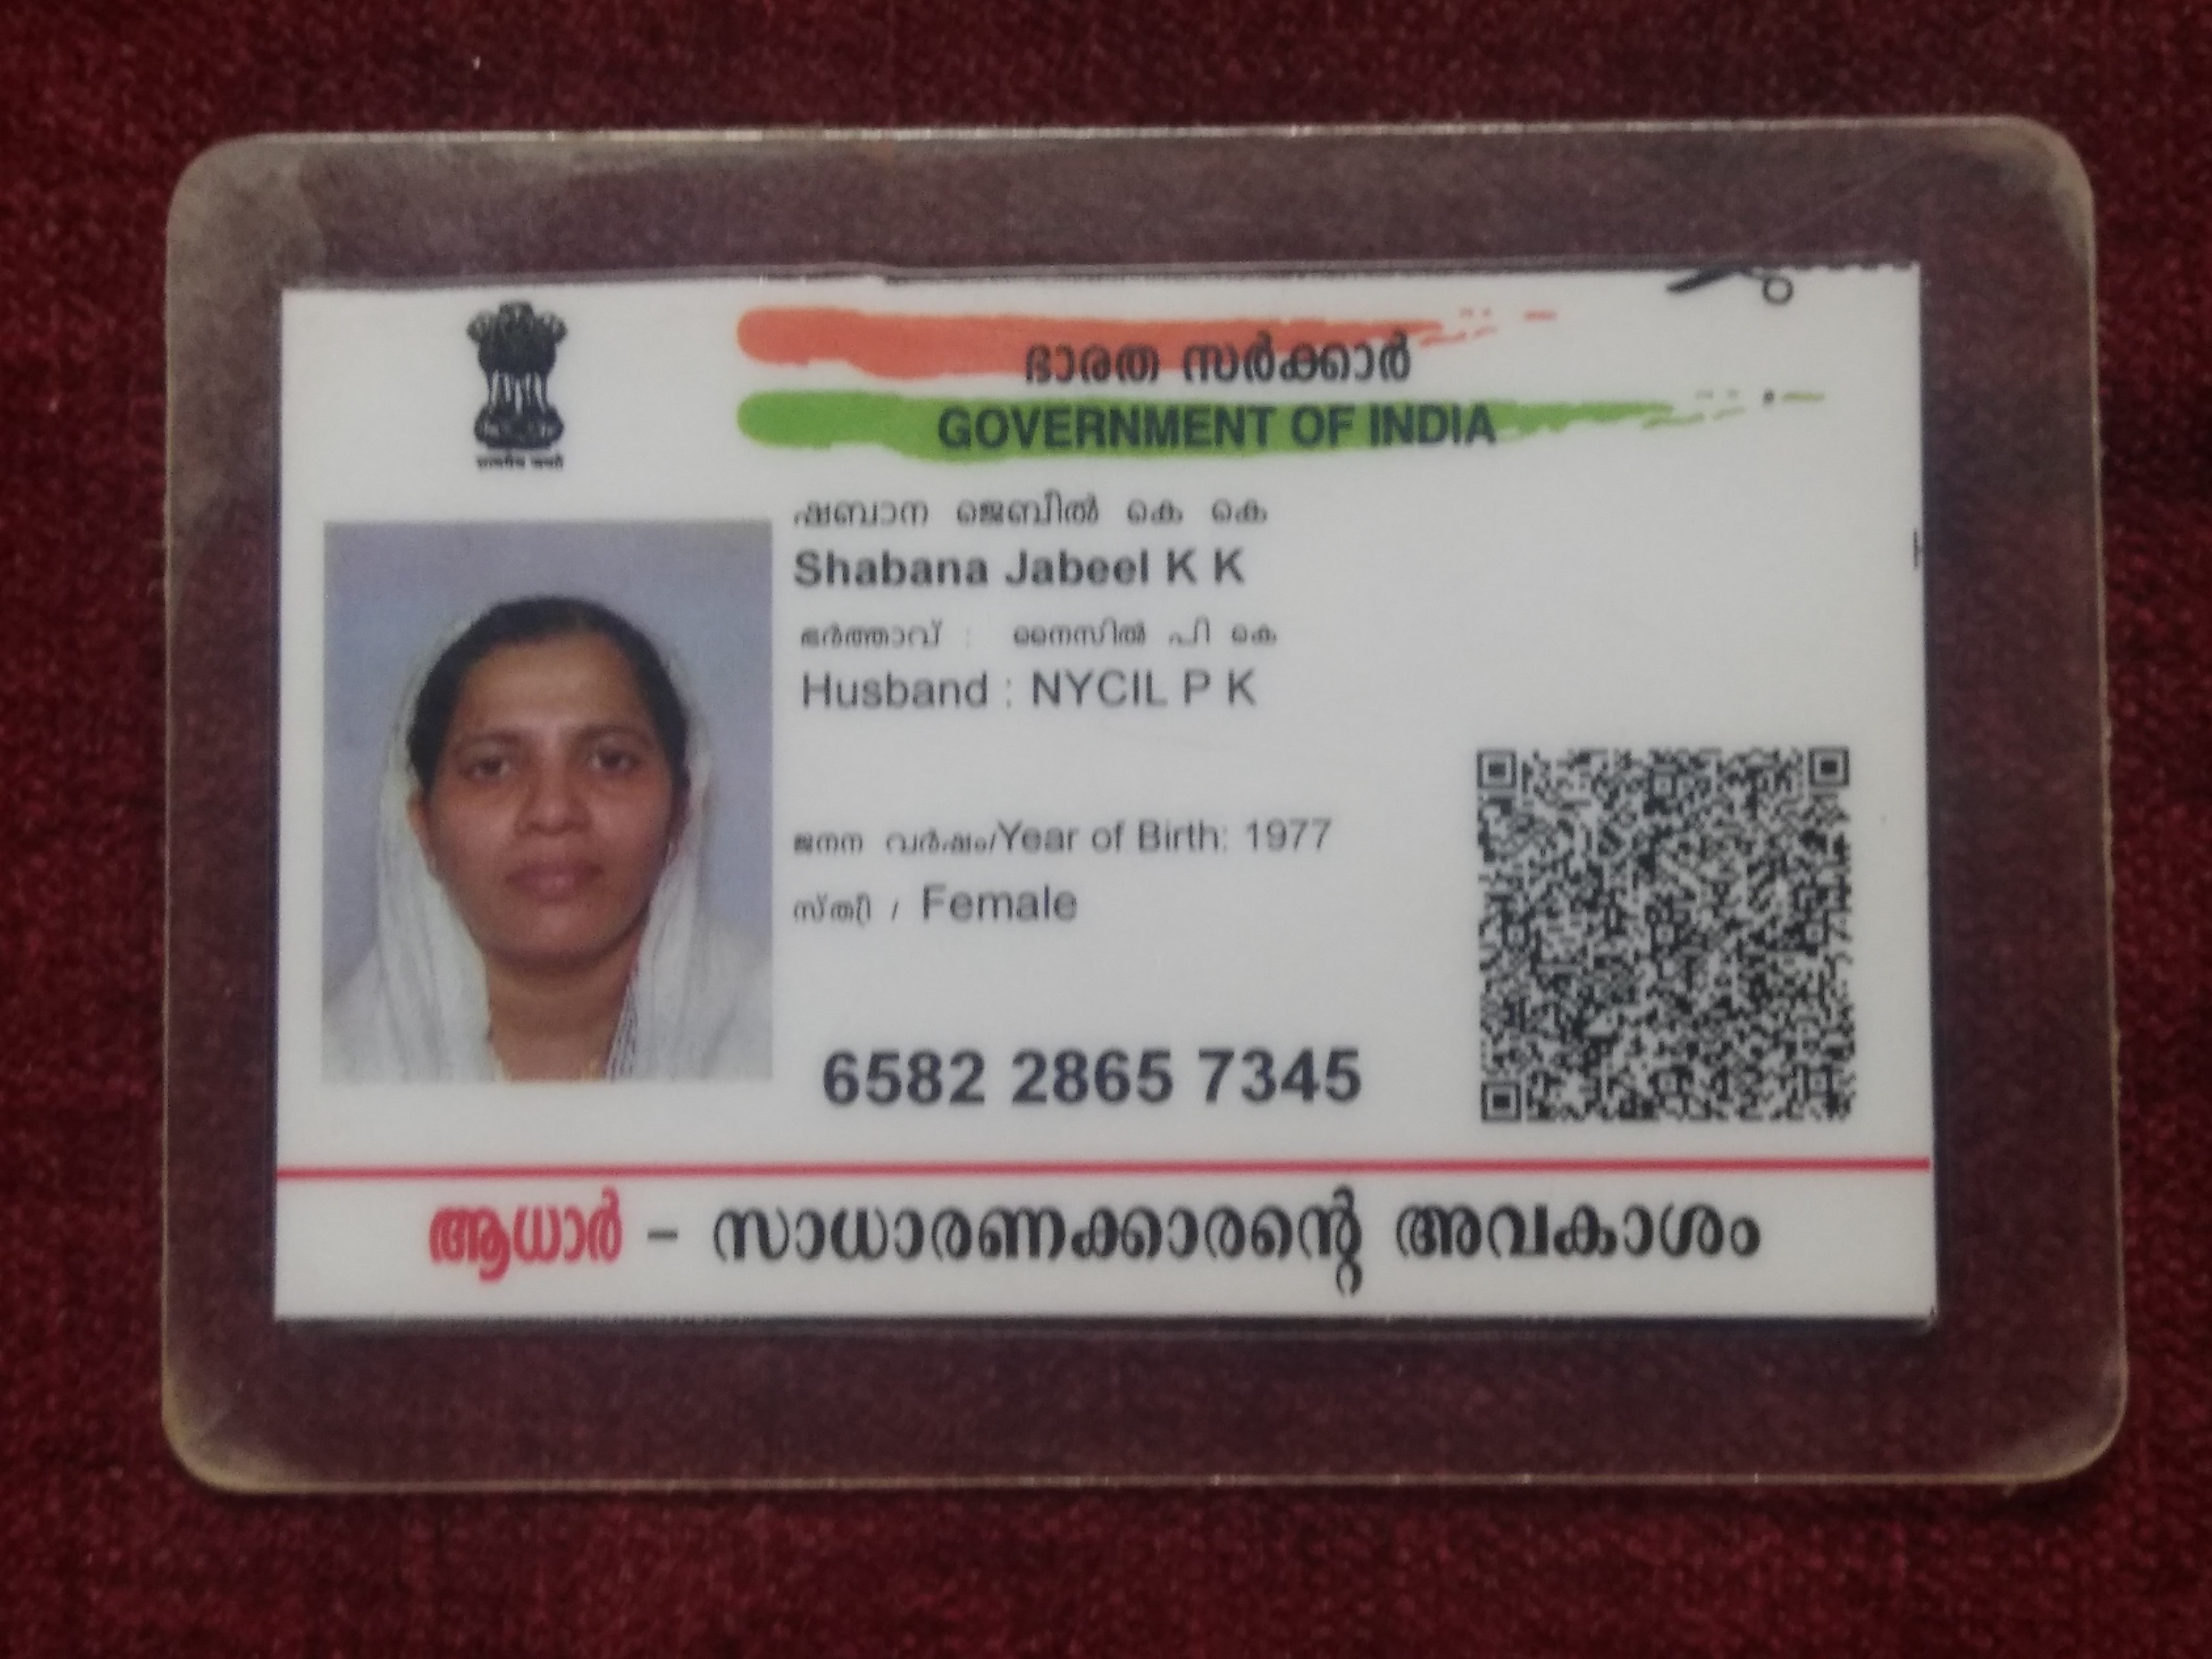 ഭാരത സർക്കാർ
GOVERNMENT OF INDIA
ഷബാന ജെബീൽ കെ കെ
Shabana Jabeel K K
ഭർത്താവ് : നൈസിൽ പി കെ
Husband : NYCIL P K
ജനന വർഷം/Year of Birth: 1977
സ്ത്രീ / Female
6582 2865 7345
ആധാർ – സാധാരണക്കാരന്റെ അവകാശം